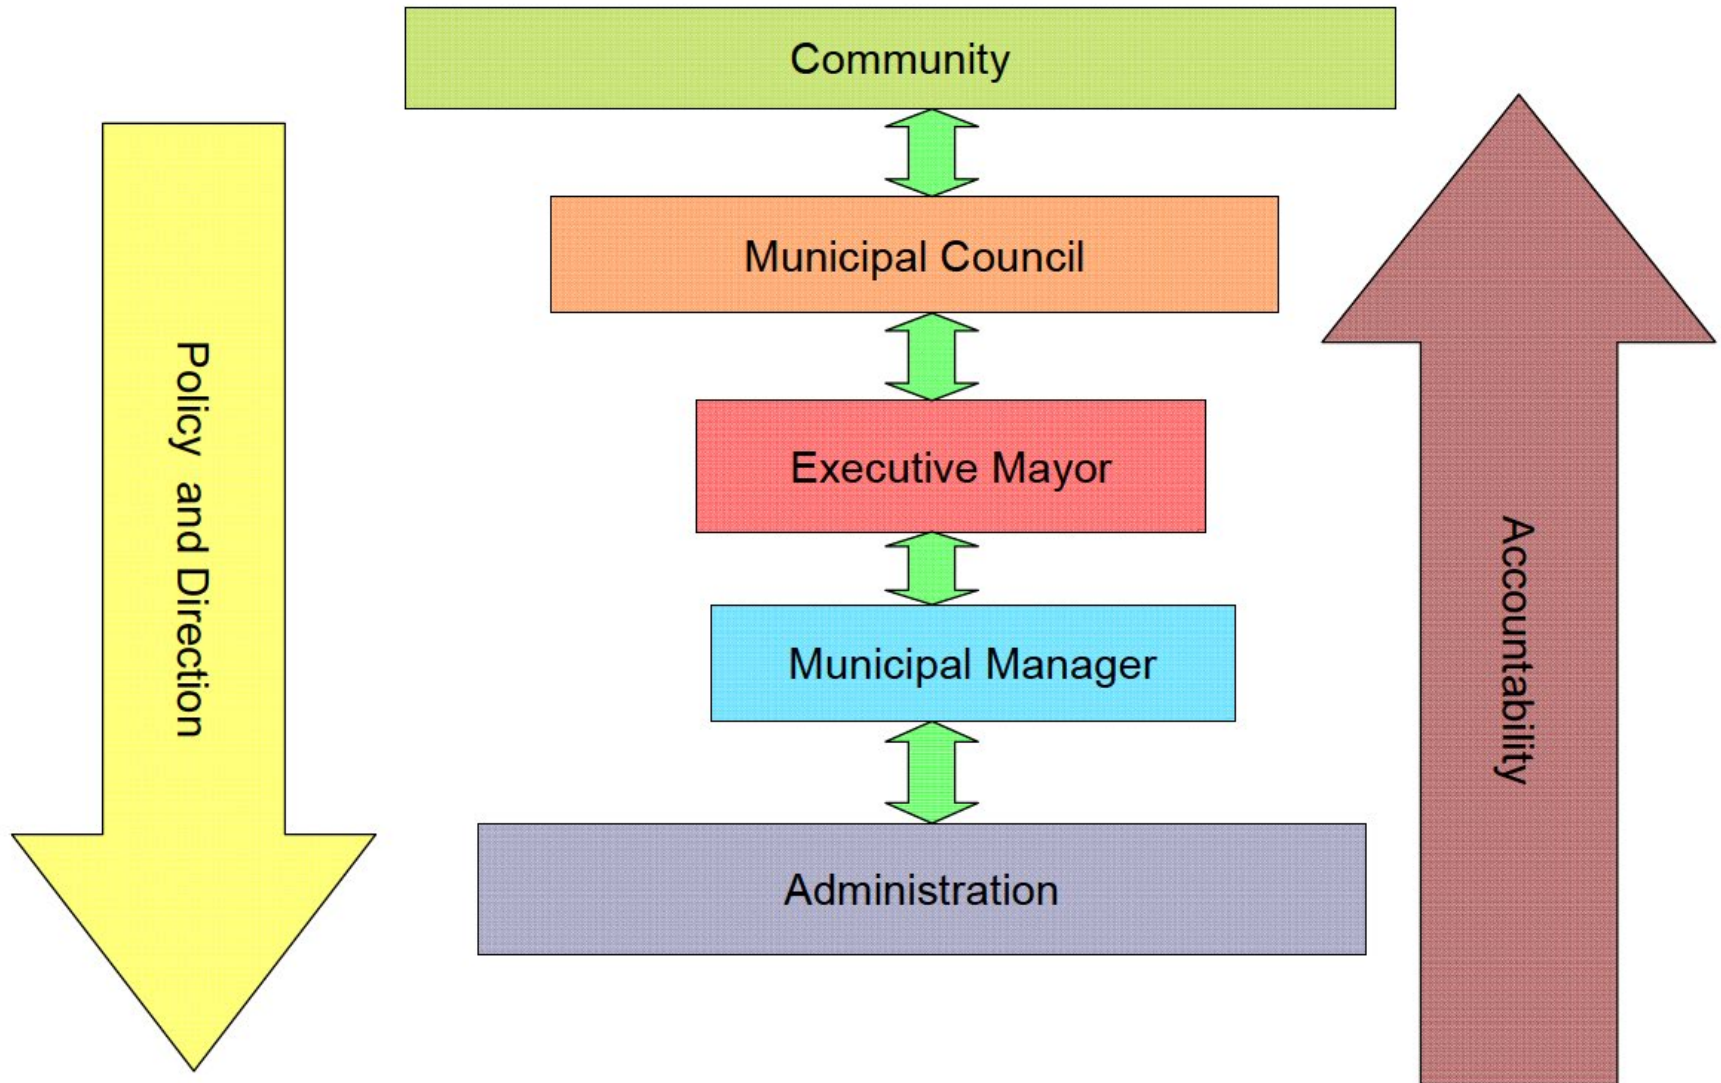 Community
Municipal Council
Executive Mayor
Municipal Manager
Administration
Policy and Direction
Accountability